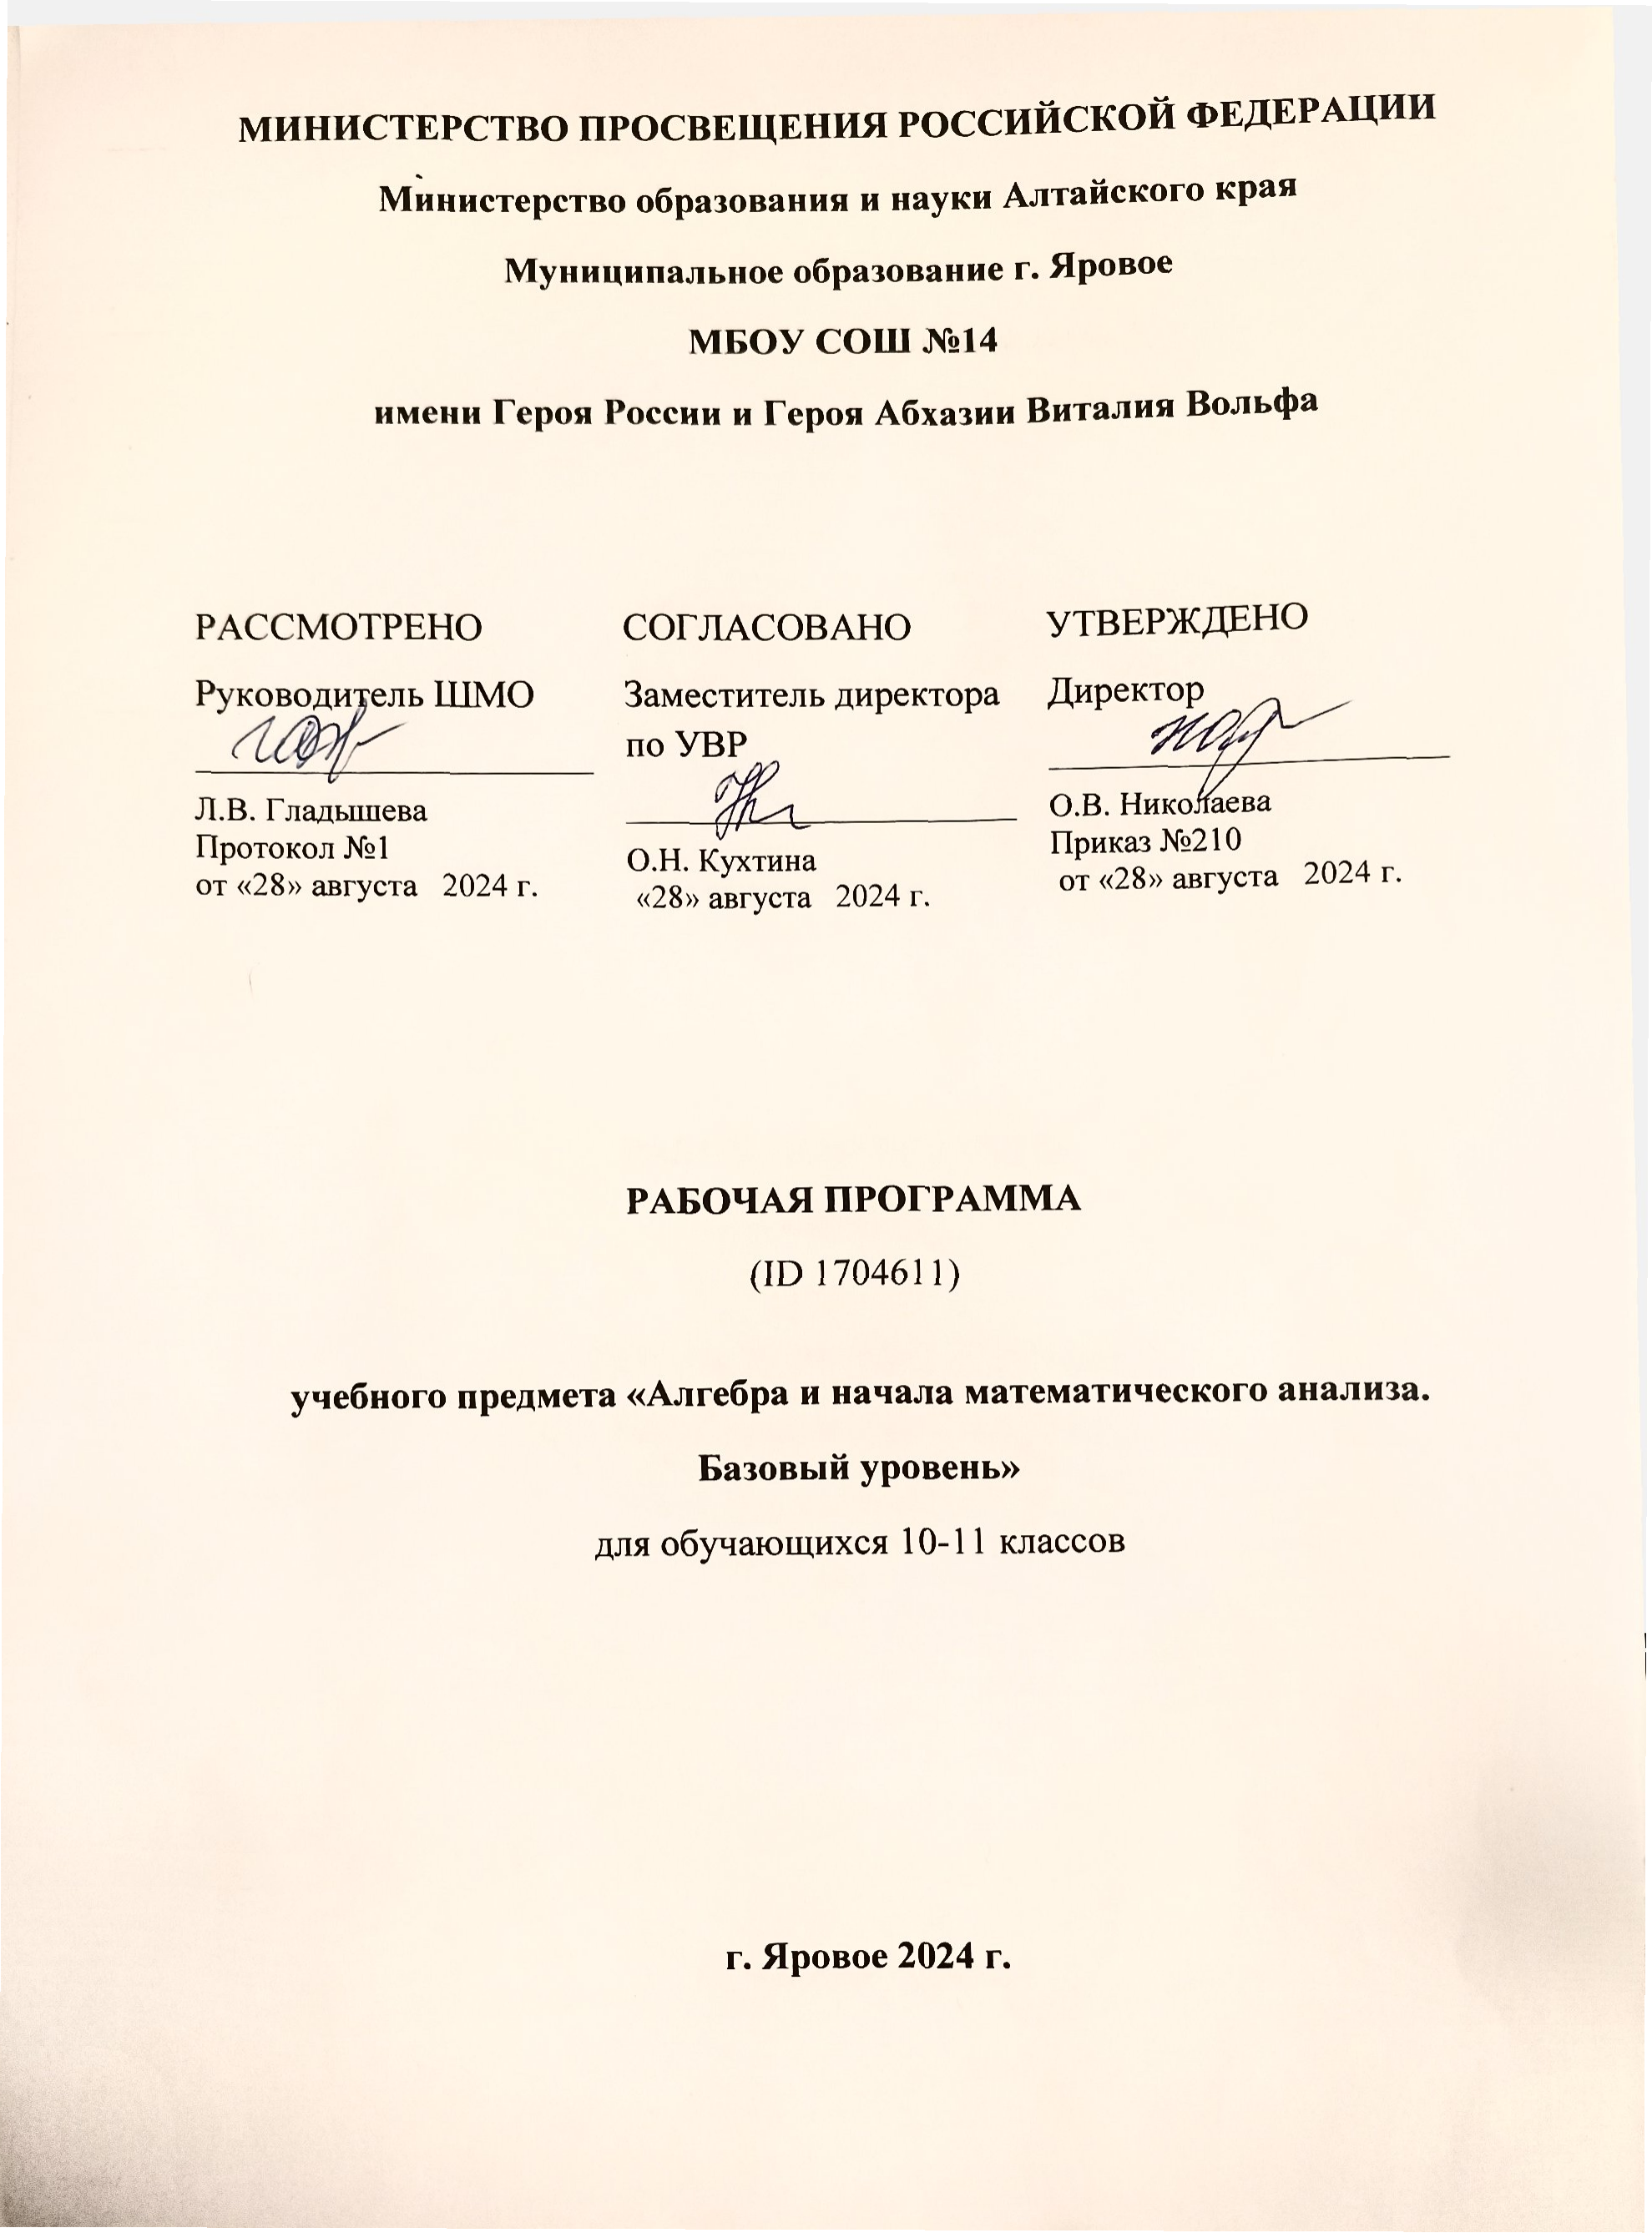 МИНИСТЕРСТВО ПРОСВЕЩЕНИЯ РОССИЙСКОЙ ФЕДЕРАЦИИ
Министерство образования и науки Алтайского края
Муниципальное образование г. Яровое
МБОУ СОШ №14
имени Героя России и Героя Абхазии Виталия Вольфа
РАССМОТРЕНО
Руководитель ШМО
Л.В. Гладышева
Протокол №1
от «28» августа 2024 г.
СОГЛАСОВАНО
Заместитель директора
по УВР
О.Н. Кухтина
«28» августа 2024 г.
УТВЕРЖДЕНО
Директор
О.В. Николаева
Приказ №210
от «28» августа 2024 г.
РАБОЧАЯ ПРОГРАММА
(ID 1704611)
учебного предмета «Алгебра и начала математического анализа.
Базовый уровень»
для обучающихся 10-11 классов
г. Яровое 2024 г.